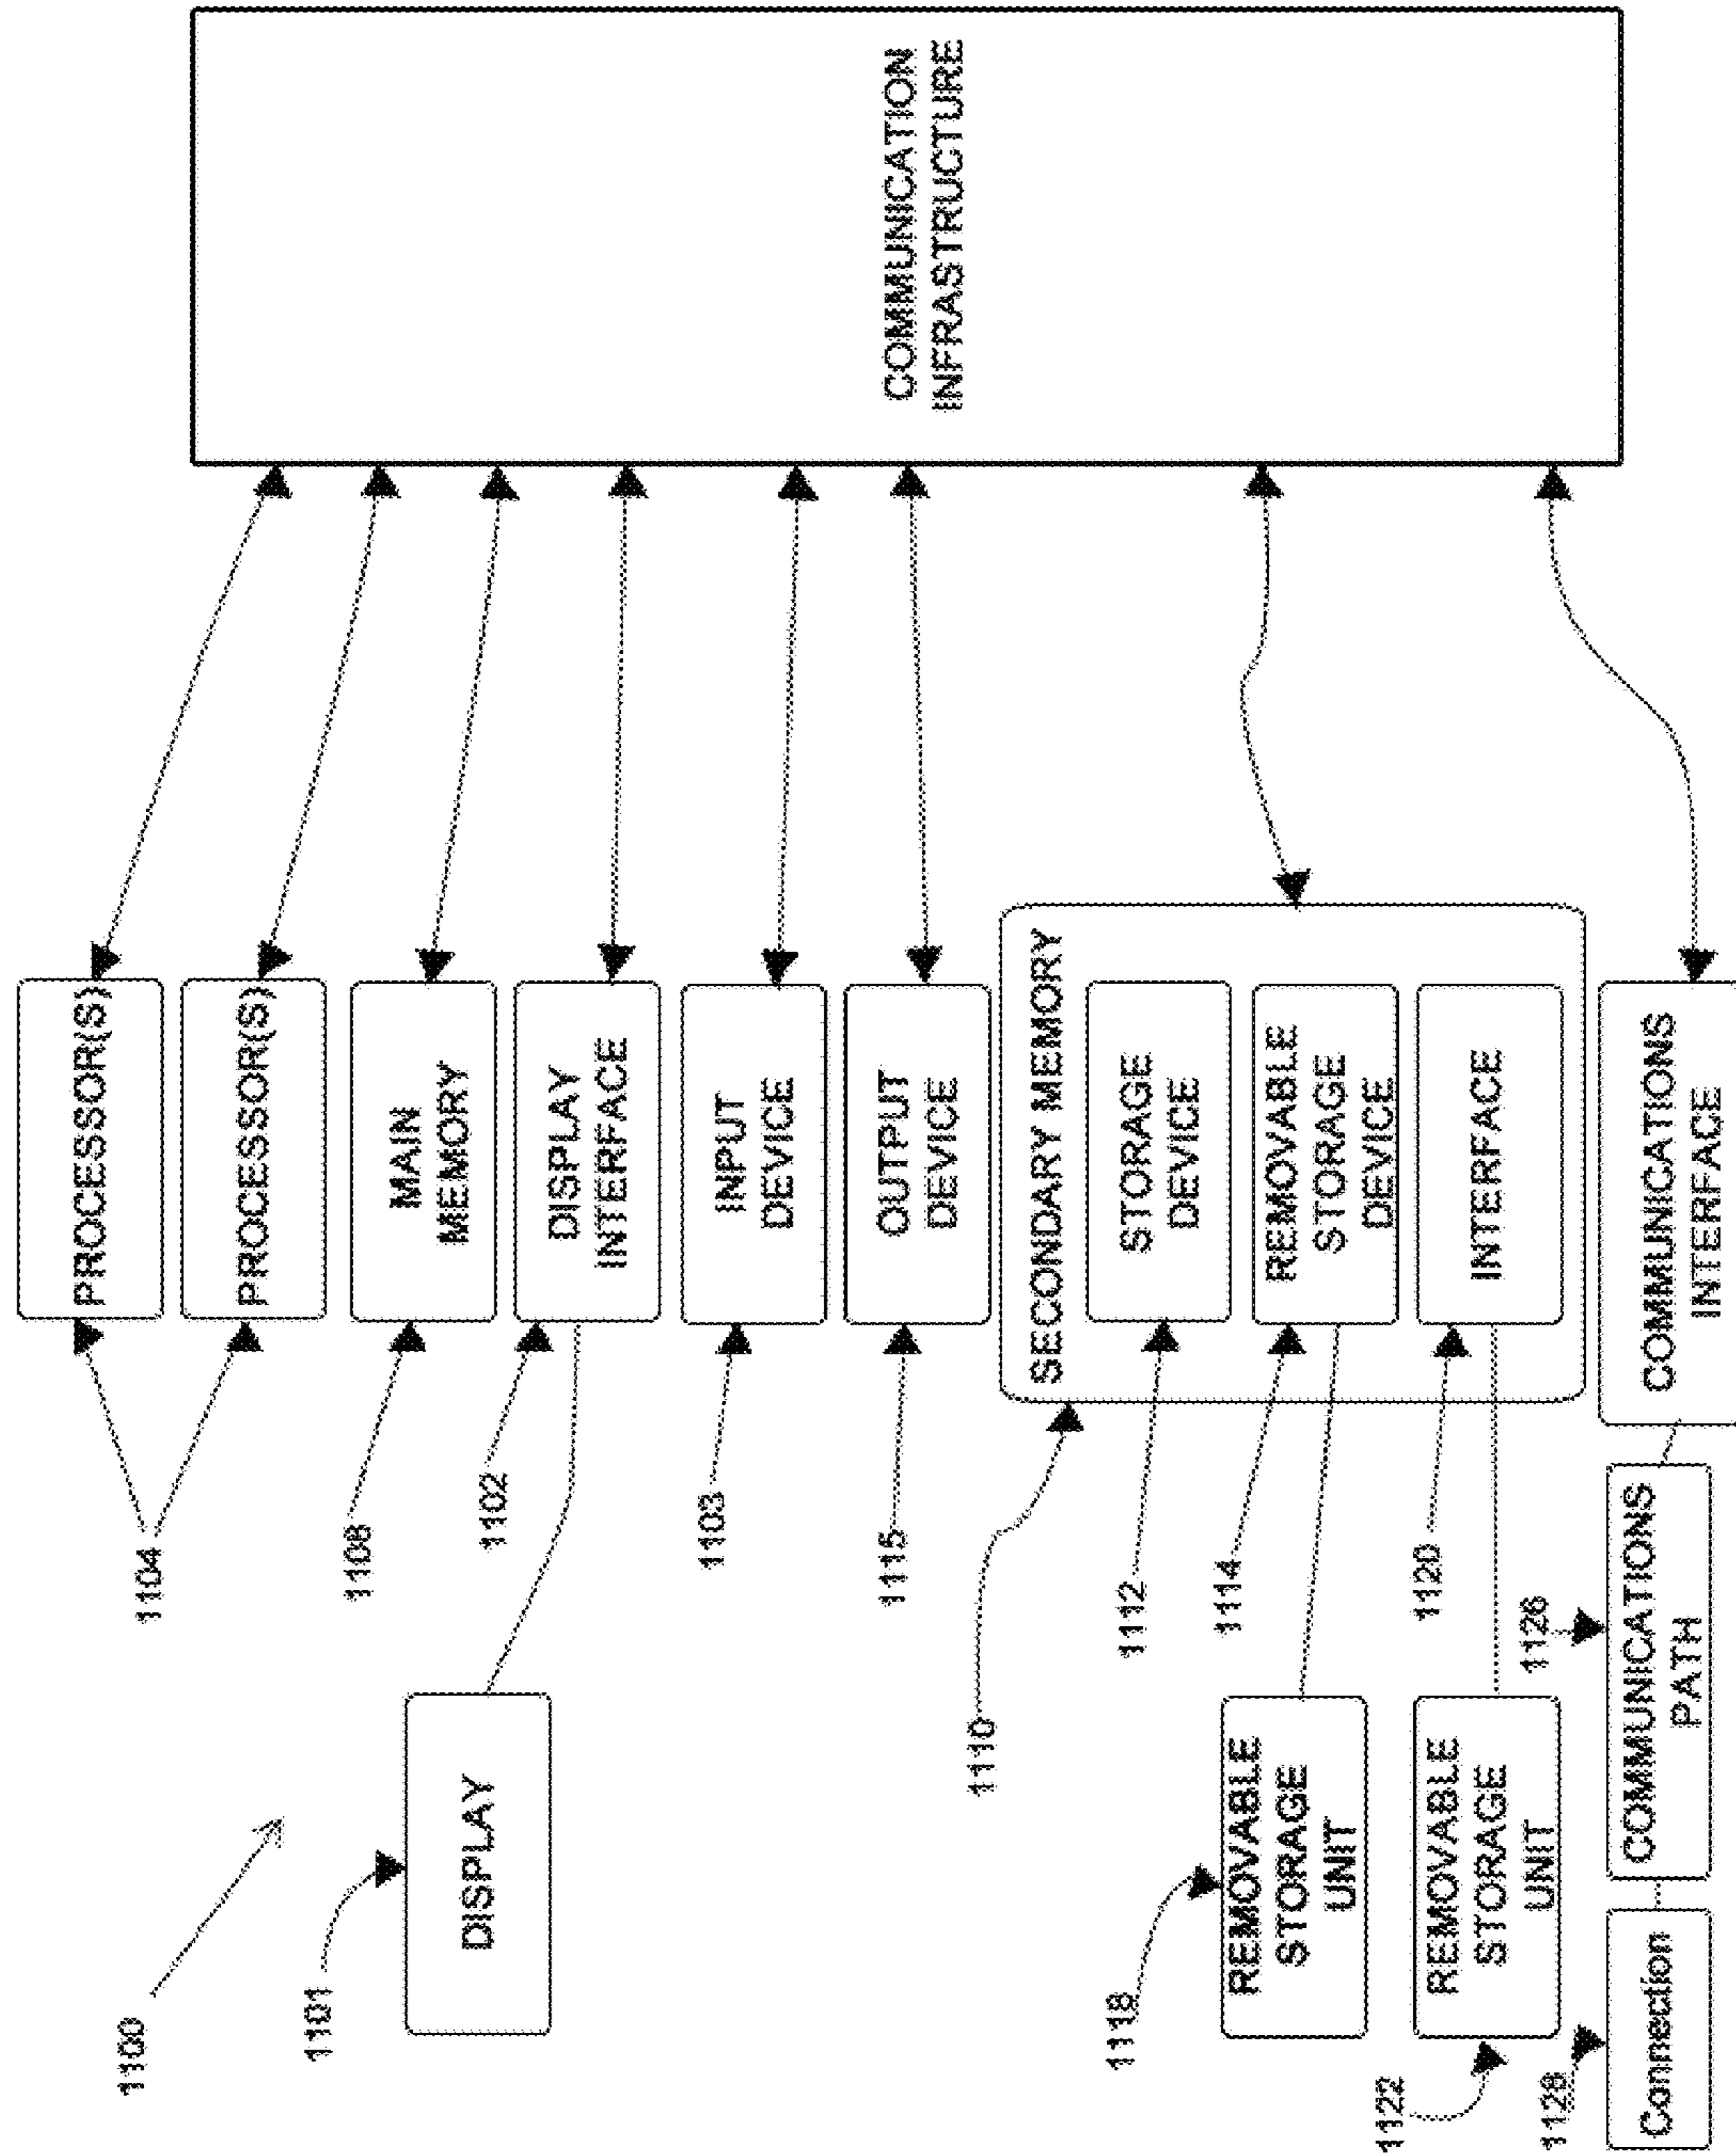 1100
1101
DISPLAY
1104
PROCESSOR(S)
PROCESSOR(S)
1108
MAIN
MEMORY
1102
DISPLAY
INTERFACE
1103
INPUT
DEVICE
1115
OUTPUT
DEVICE
1110
SECONDARY MEMORY
1112
STORAGE
DEVICE
1114
REMOVABLE
STORAGE
DEVICE
1120
INTERFACE
1118
REMOVABLE
STORAGE
UNIT
1122
REMOVABLE
STORAGE
UNIT
1126
COMMUNICATIONS
PATH
1128
Connection
COMMUNICATIONS
INTERFACE
COMMUNICATION
INFRASTRUCTURE